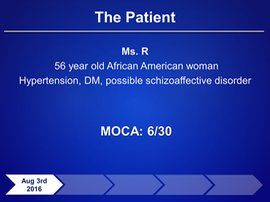 The Patient
Ms. R
56 year old African American woman
Hypertension, DM, possible schizoaffective disorder
MOCA: 6/30
Aug 3rd
2016